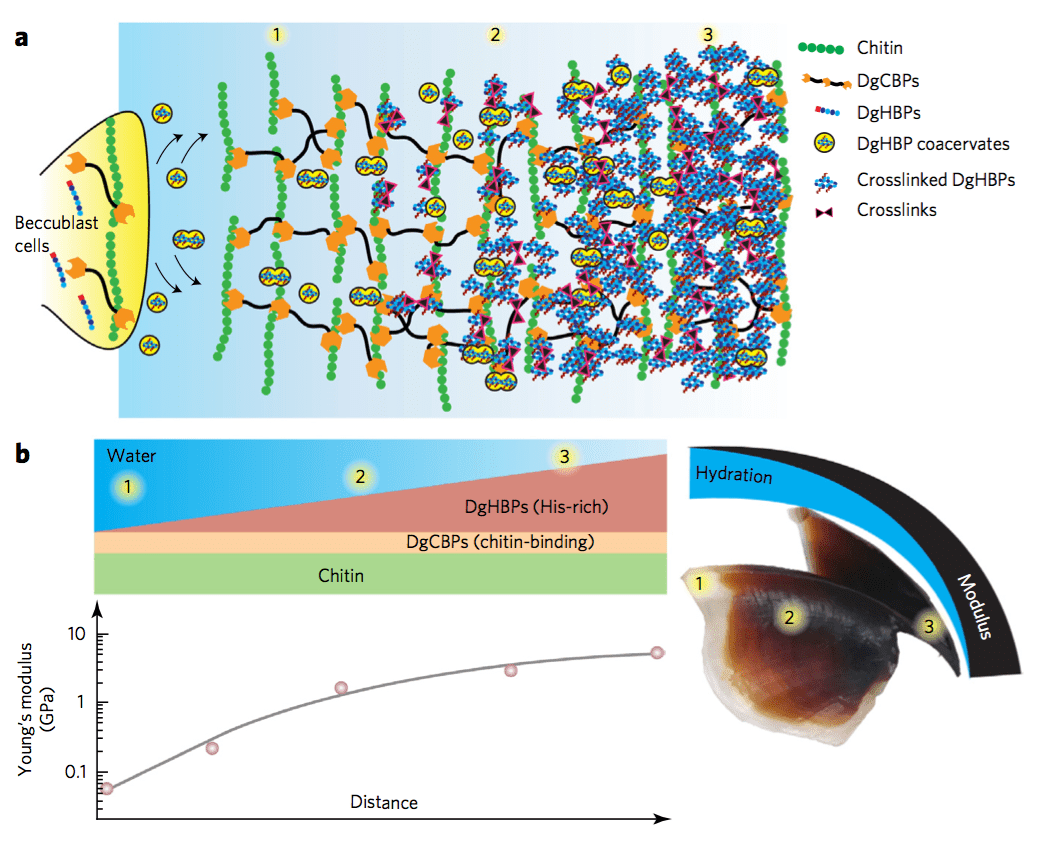 a
1
2
3
Chitin
DgCBPs
DgHBPs
DgHBP coacervates
Crosslinked DgHBPs
Crosslinks
Beccublast
cells
b
Water
1
2
3
DgHBPs (His-rich)
DgCBPs (chitin-binding)
Chitin
Hydration
Modulus
1
2
3
Young's modulus
(GPa)
10
1
0.1
Distance